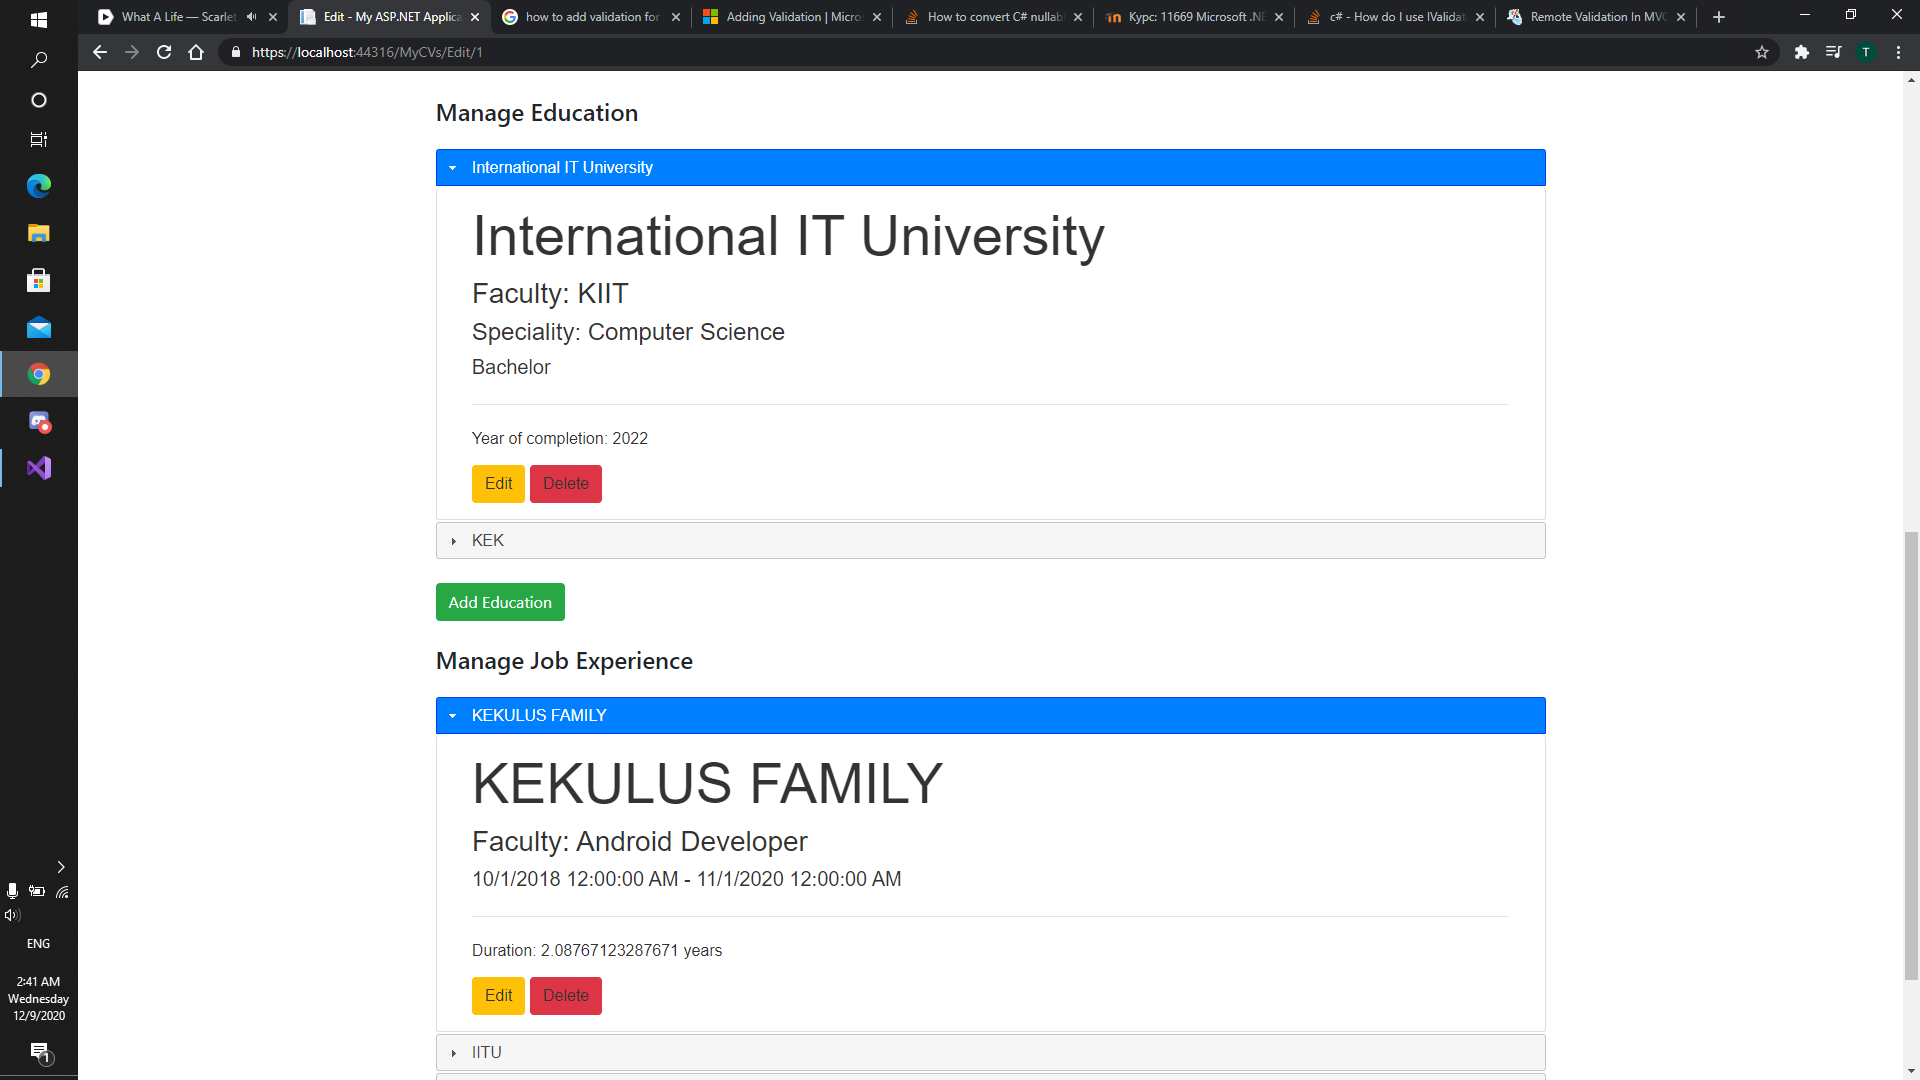 What A Life — Scarlet
Edit - My ASP.NET Applica
how to add validation for
Adding Validation | Micros
How to convert C# nullab
Курс: 11669 Microsoft .NE
c# - How do I use IValidat
Remote Validation In MVC
https://localhost:44316/MyCVs/Edit/1
T
Manage Education
International IT University
International IT University
Faculty: KIIT
Speciality: Computer Science
Bachelor
Year of completion: 2022
Edit Delete
KEK
Add Education
Manage Job Experience
KEKULUS FAMILY
KEKULUS FAMILY
Faculty: Android Developer
10/1/2018 12:00:00 AM - 11/1/2020 12:00:00 AM
Duration: 2.08767123287671 years
Edit Delete
IITU
ENG
2:41 AM
Wednesday
12/9/2020
1